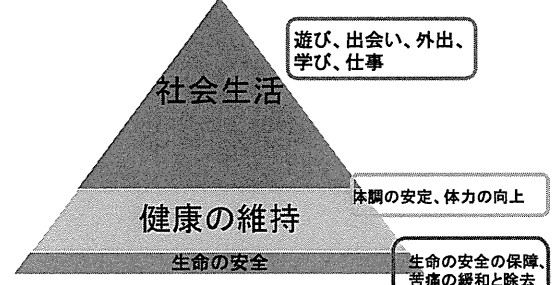 遊び、出会い、外出、
学び、仕事
社会生活
体調の安定、体力の向上
健康の維持
生命の安全
生命の安全の保障、
苦痛の緩和と除去